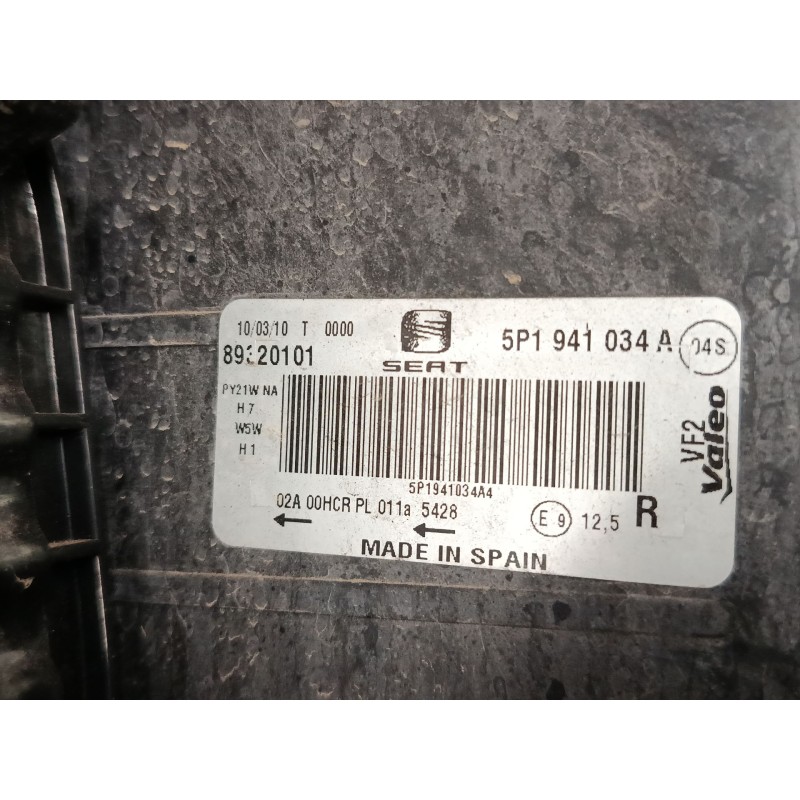 10/03/10 T 0000
5P1 941 034 A
04S
89320101
SEAT
PY21W NA
H7
W5W
H1
VF2
Valeo
5P1941034A4
02A 00HCR PL 011a 5428
E 9 12,5 R
MADE IN SPAIN